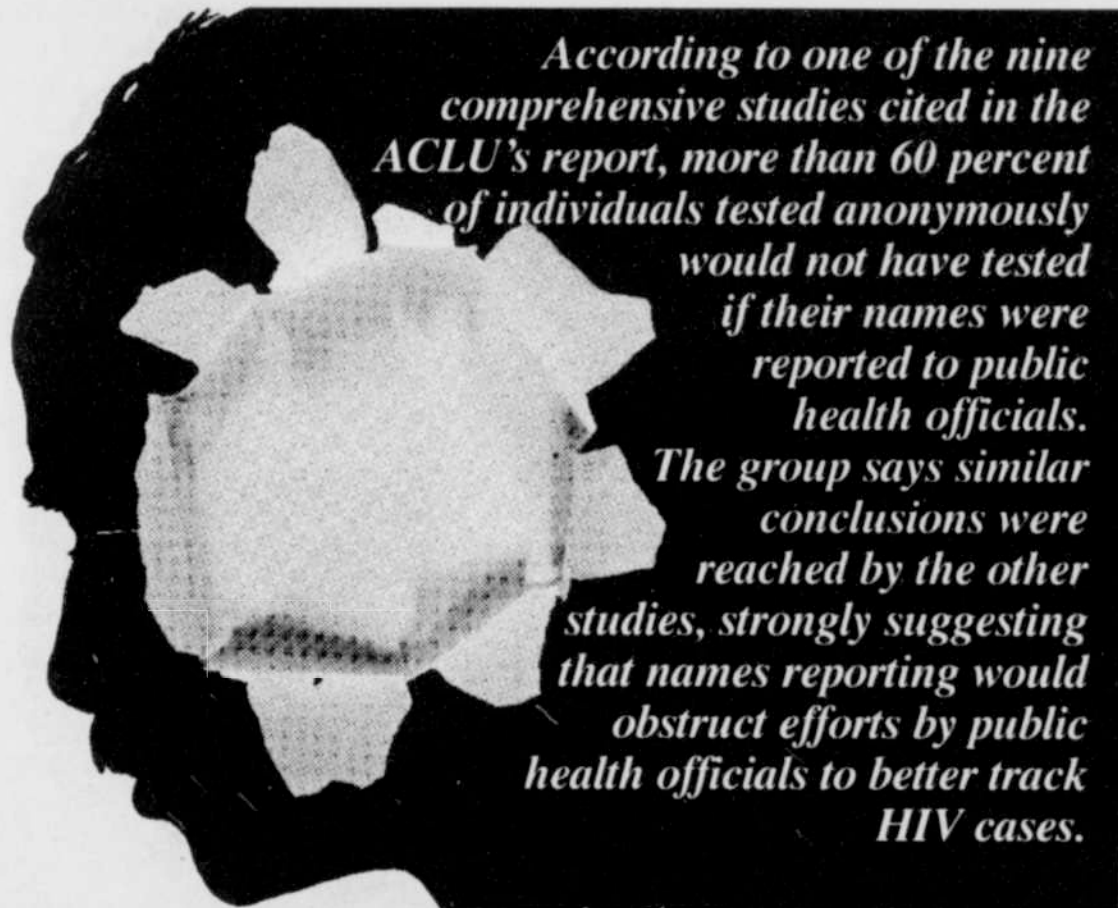 According to one of the nine
comprehensive studies cited in the
ACLU's report, more than 60 percent
of individuals tested anonymously
would not have tested
if their names were
reported to public
health officials.
The group says similar
conclusions were
reached by the other
studies, strongly suggesting
that names reporting would
obstruct efforts by public
health officials to better track
HIV cases.